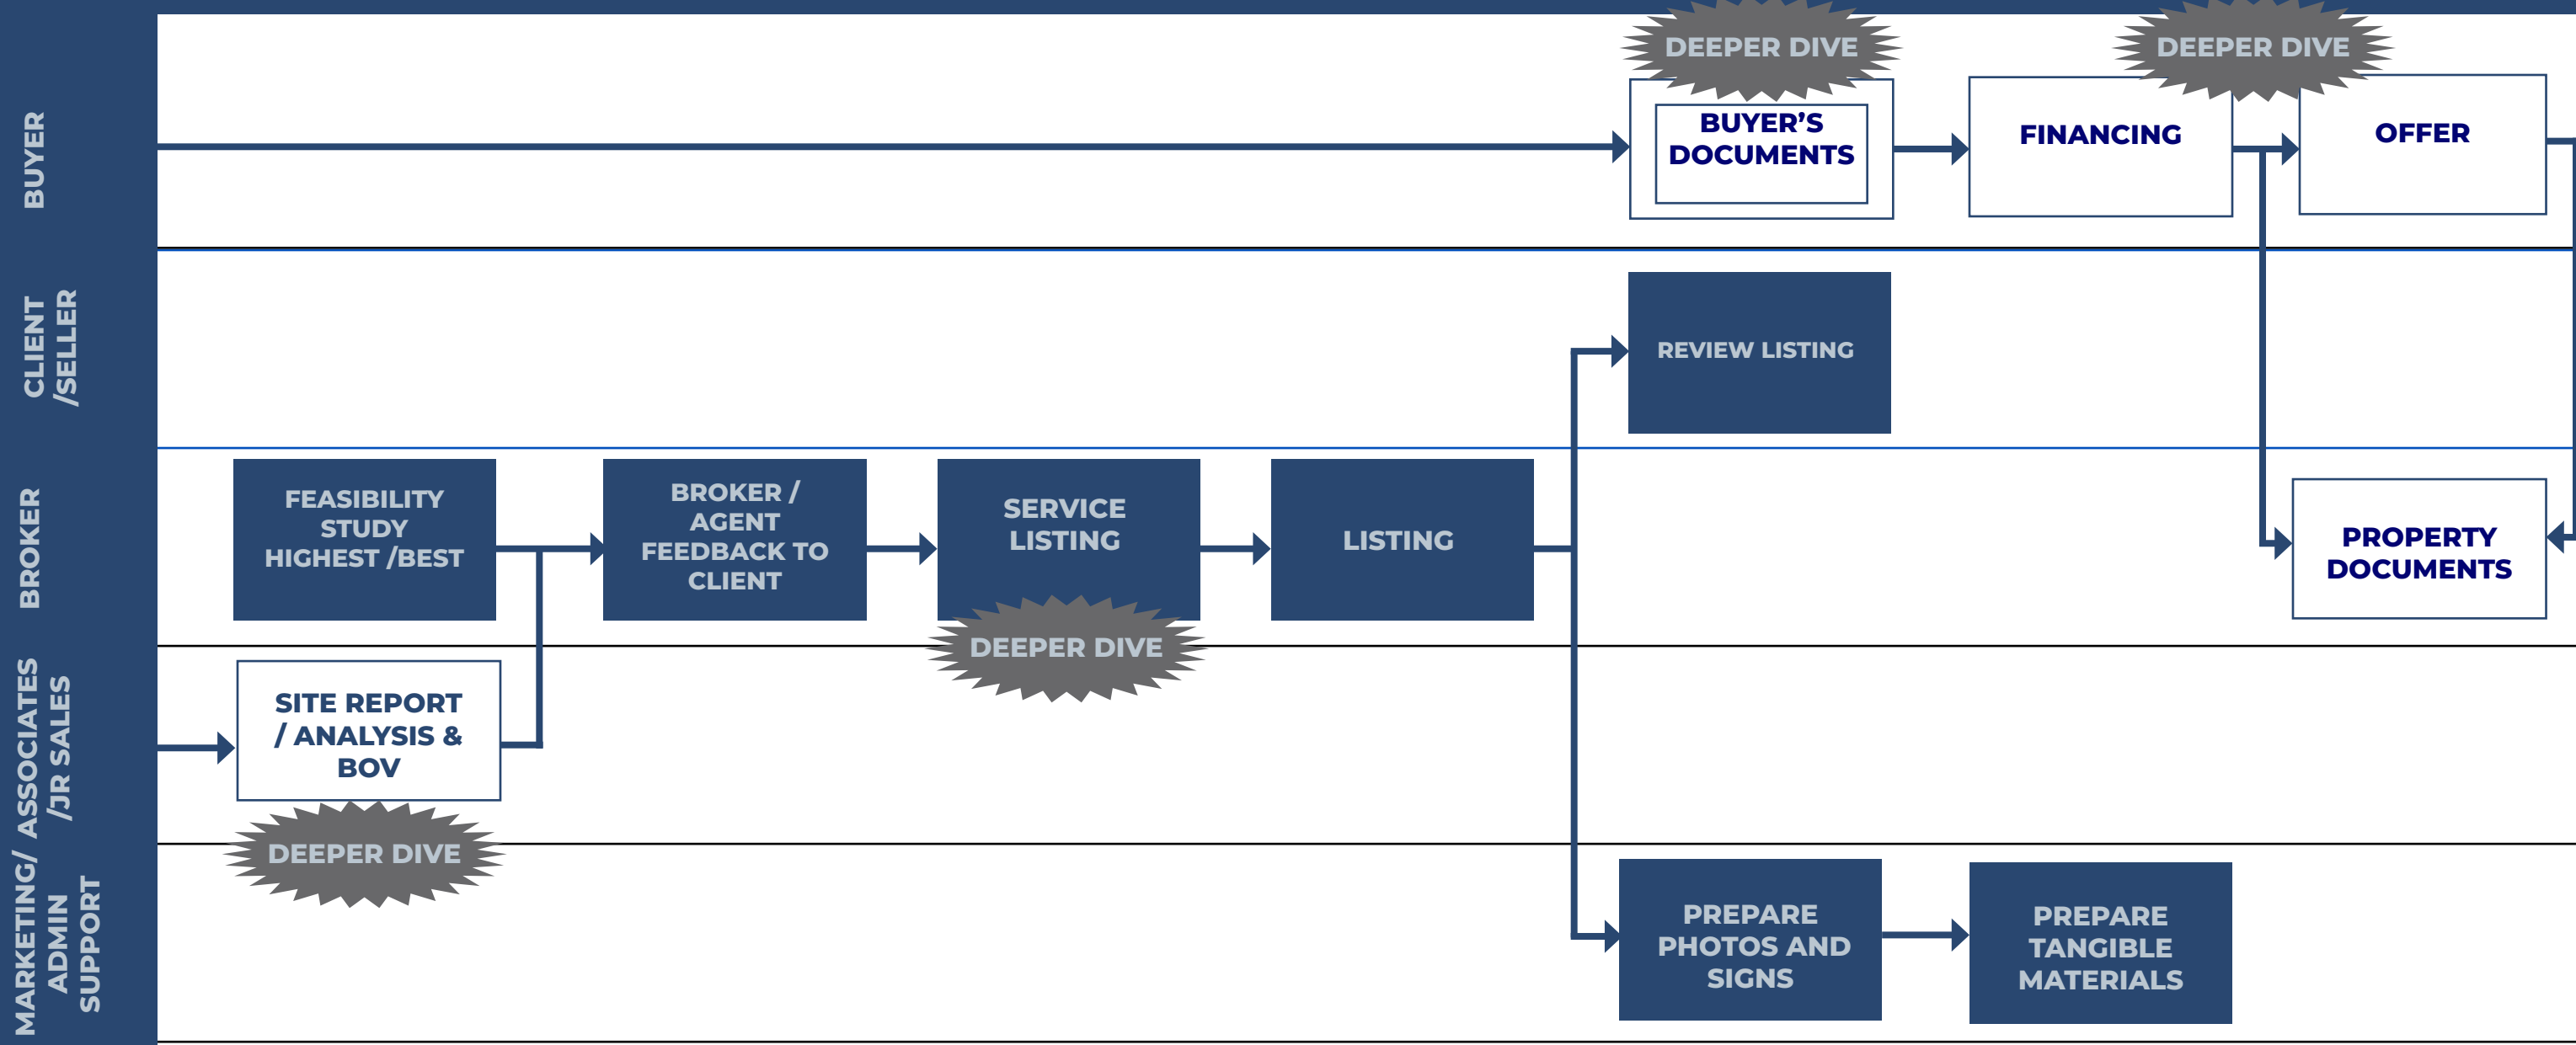 BUYER
DEEPER DIVE
DEEPER DIVE
BUYER’S
DOCUMENTS
FINANCING
OFFER
CLIENT
/SELLER
REVIEW LISTING
BROKER
FEASIBILITY
STUDY
HIGHEST /BEST
BROKER /
AGENT
FEEDBACK TO
CLIENT
SERVICE
LISTING
DEEPER DIVE
LISTING
PROPERTY
DOCUMENTS
ASSOCIATES
/JR SALES
SITE REPORT
/ ANALYSIS &
BOV
DEEPER DIVE
MARKETING/
ADMIN
SUPPORT
PREPARE
PHOTOS AND
SIGNS
PREPARE
TANGIBLE
MATERIALS